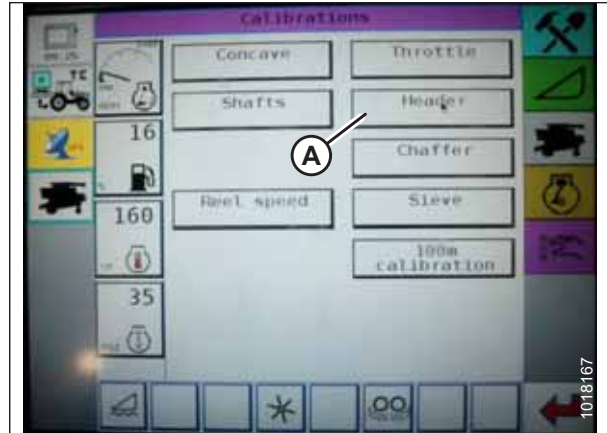 Calibrations
Concave
Throttle
Shafts
Header
A
16
Chaffer
160
Reel speed
Sieve
100m
calibration
35
1018167